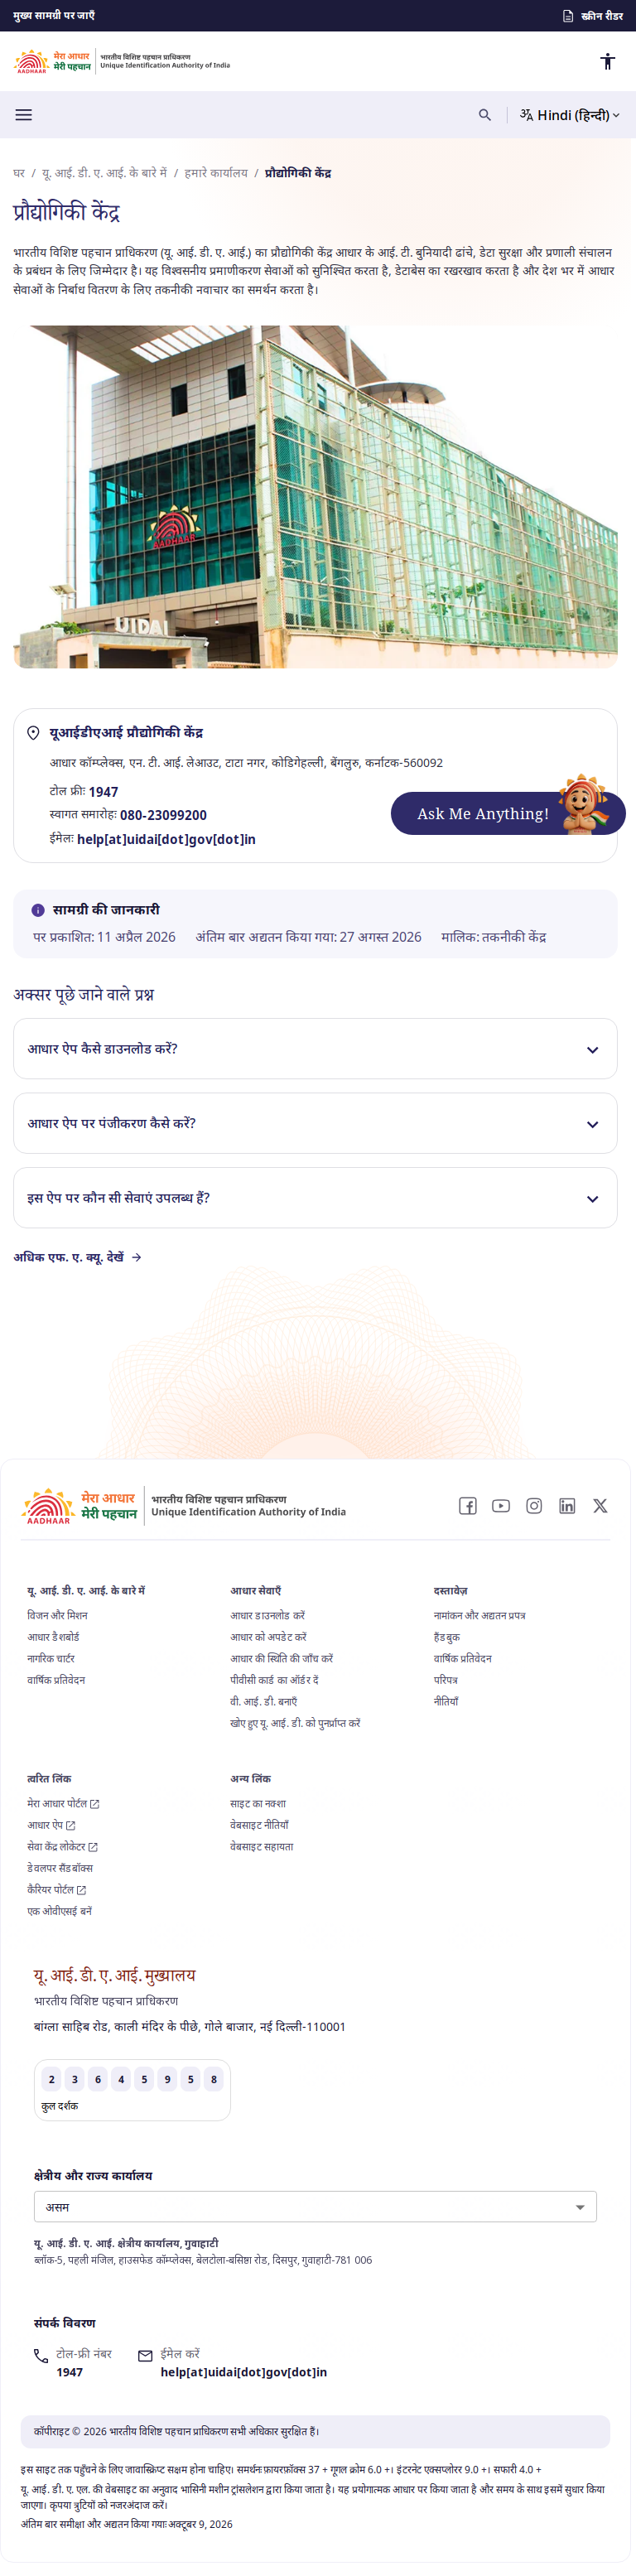 मुख्य सामग्री पर जाएँ
स्क्रीन रीडर
AADHAAR
मेरा आधार
मेरी पहचान
भारतीय विशिष्ट पहचान प्राधिकरण
Unique Identification Authority of India
Hindi (हिन्दी)
घर / यू. आई. डी. ए. आई. के बारे में / हमारे कार्यालय / प्रौद्योगिकी केंद्र
प्रौद्योगिकी केंद्र
भारतीय विशिष्ट पहचान प्राधिकरण (यू. आई. डी. ए. आई.) का प्रौद्योगिकी केंद्र आधार के आई. टी. बुनियादी ढांचे, डेटा सुरक्षा और प्रणाली संचालन
के प्रबंधन के लिए जिम्मेदार है। यह विश्वसनीय प्रमाणीकरण सेवाओं को सुनिश्चित करता है, डेटाबेस का रखरखाव करता है और देश भर में आधार
सेवाओं के निर्बाध वितरण के लिए तकनीकी नवाचार का समर्थन करता है।
AADHAAR
UIDAI
यूआईडीएआई प्रौद्योगिकी केंद्र
आधार कॉम्प्लेक्स, एन. टी. आई. लेआउट, टाटा नगर, कोडिगेहल्ली, बेंगलुरु, कर्नाटक-560092
टोल फ्रीः 1947
स्वागत समारोहः 080-23099200
ईमेलः help[at]uidai[dot]gov[dot]in
Ask Me Anything!
सामग्री की जानकारी
पर प्रकाशित: 11 अप्रैल 2026 अंतिम बार अद्यतन किया गया: 27 अगस्त 2026 मालिक: तकनीकी केंद्र
अक्सर पूछे जाने वाले प्रश्न
आधार ऐप कैसे डाउनलोड करें?
आधार ऐप पर पंजीकरण कैसे करें?
इस ऐप पर कौन सी सेवाएं उपलब्ध हैं?
अधिक एफ. ए. क्यू. देखें
AADHAAR
मेरा आधार
मेरी पहचान
भारतीय विशिष्ट पहचान प्राधिकरण
Unique Identification Authority of India
यू. आई. डी. ए. आई. के बारे में
विजन और मिशन
आधार डैशबोर्ड
नागरिक चार्टर
वार्षिक प्रतिवेदन
आधार सेवाएँ
आधार डाउनलोड करें
आधार को अपडेट करें
आधार की स्थिति की जाँच करें
पीवीसी कार्ड का ऑर्डर दें
वी. आई. डी. बनाएँ
खोए हुए यू. आई. डी. को पुनर्प्राप्त करें
दस्तावेज़
नामांकन और अद्यतन प्रपत्र
हैंडबुक
वार्षिक प्रतिवेदन
परिपत्र
नीतियाँ
त्वरित लिंक
मेरा आधार पोर्टल
आधार ऐप
सेवा केंद्र लोकेटर
डेवलपर सैंडबॉक्स
कैरियर पोर्टल
एक ओवीएसई बनें
अन्य लिंक
साइट का नक्शा
वेबसाइट नीतियाँ
वेबसाइट सहायता
यू. आई. डी. ए. आई. मुख्यालय
भारतीय विशिष्ट पहचान प्राधिकरण
बांग्ला साहिब रोड, काली मंदिर के पीछे, गोले बाजार, नई दिल्ली-110001
2 3 6 4 5 9 5 8
कुल दर्शक
क्षेत्रीय और राज्य कार्यालय
असम
यू. आई. डी. ए. आई. क्षेत्रीय कार्यालय, गुवाहाटी
ब्लॉक-5, पहली मंजिल, हाउसफेड कॉम्प्लेक्स, बेलटोला-बसिष्ठा रोड, दिसपुर, गुवाहाटी-781 006
संपर्क विवरण
टोल-फ्री नंबर
1947
ईमेल करें
help[at]uidai[dot]gov[dot]in
कॉपीराइट © 2026 भारतीय विशिष्ट पहचान प्राधिकरण सभी अधिकार सुरक्षित हैं।
इस साइट तक पहुँचने के लिए जावास्क्रिप्ट सक्षम होना चाहिए। समर्थनः फ़ायरफ़ॉक्स 37 + गूगल क्रोम 6.0 +। इंटरनेट एक्सप्लोरर 9.0 +। सफारी 4.0 +
यू. आई. डी. ए. एल. की वेबसाइट का अनुवाद भासिनी मशीन ट्रांसलेशन द्वारा किया जाता है। यह प्रयोगात्मक आधार पर किया जाता है और समय के साथ इसमें सुधार किया
जाएगा। कृपया त्रुटियों को नजरअंदाज करें।
अंतिम बार समीक्षा और अद्यतन किया गयाः अक्टूबर 9, 2026